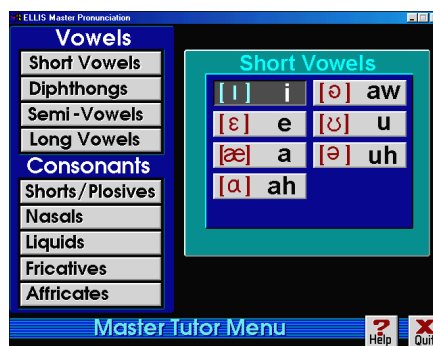 ELLIS Master Pronunciation
Vowels
Short Vowels
Diphthongs
Semi-Vowels
Long Vowels
Consonants
Shorts/Plosives
Nasals
Liquids
Fricatives
Affricates
Short Vowels
[ı] i
[ə] aw
[ɛ] e
[ʊ] u
[æ] a
[ə] uh
[ɑ] ah
Master Tutor Menu
? Help
X Quit